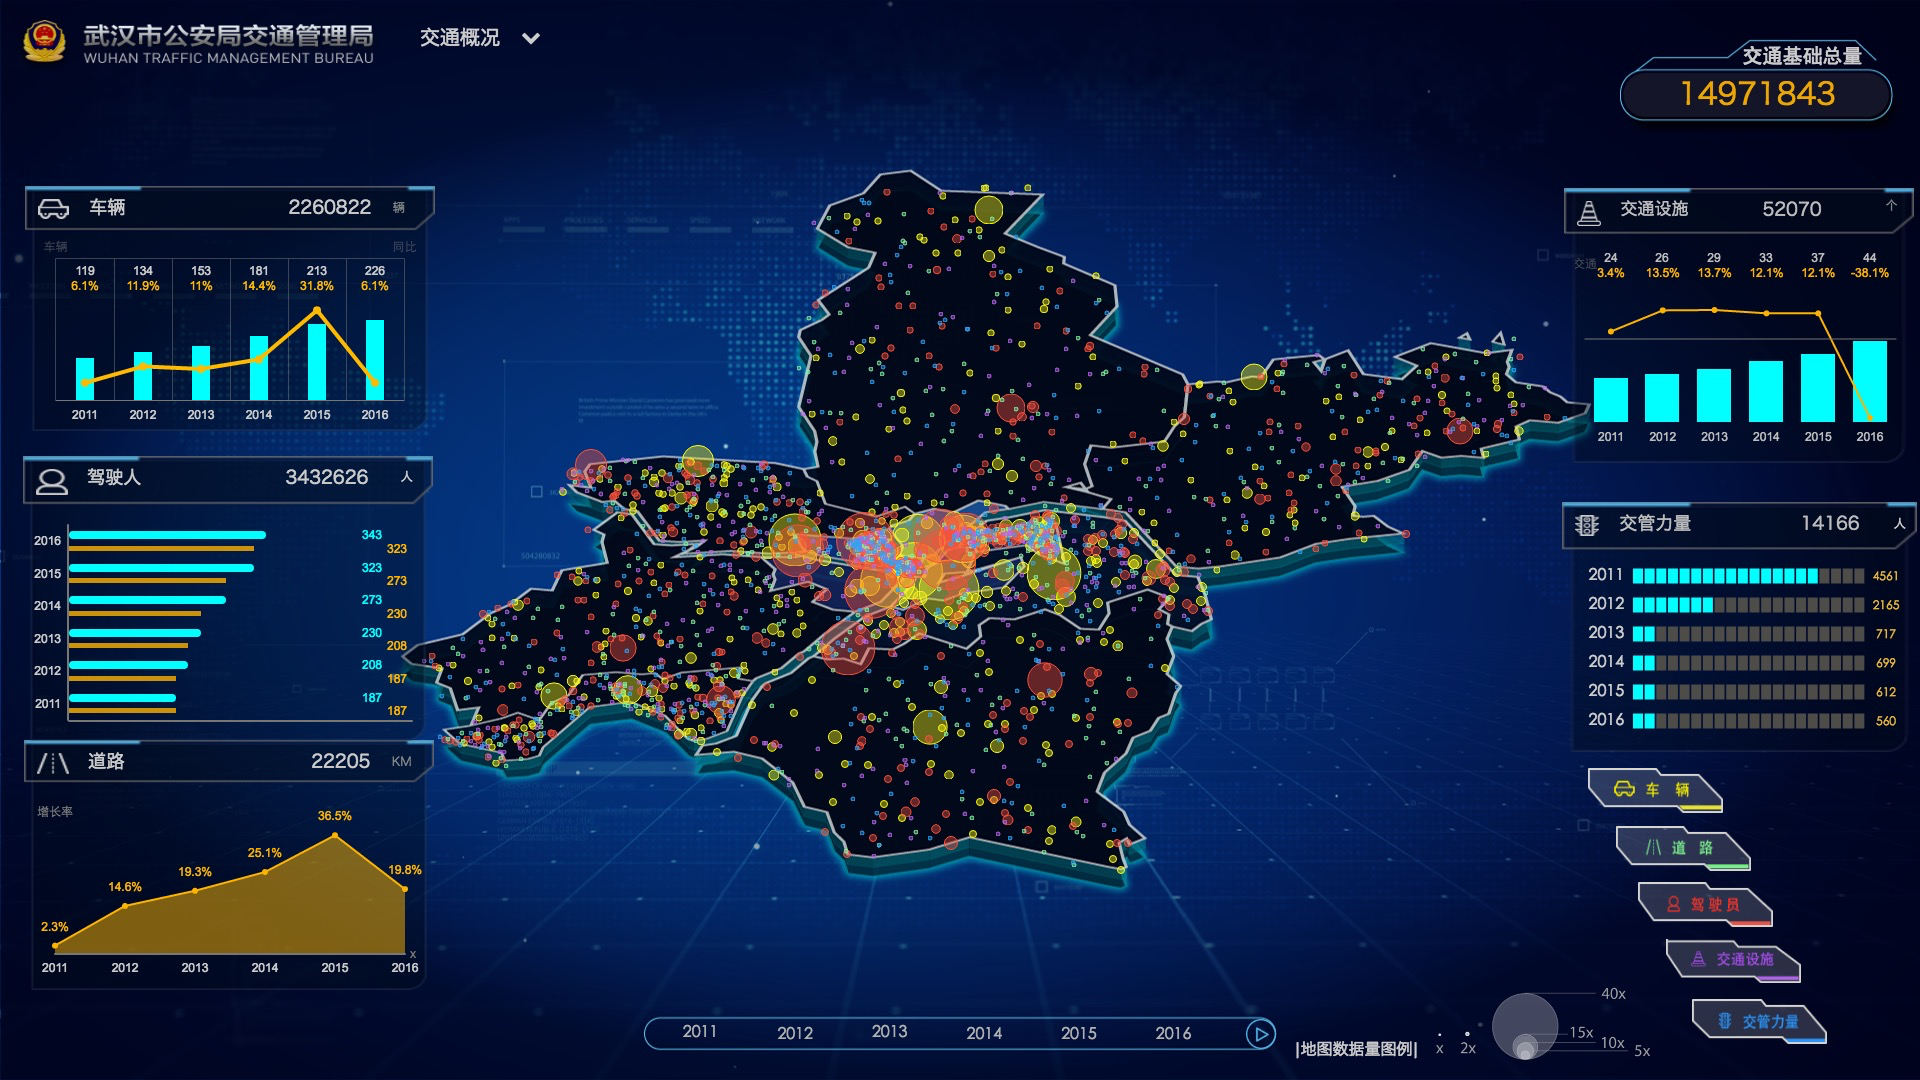 武汉市公安局交通管理局
WUHAN TRAFFIC MANAGEMENT BUREAU
交通概况
交通基础总量
14971843
车辆 2260822 辆
车辆 同比
119 134 153 181 213 226
6.1% 11.9% 11% 14.4% 31.8% 6.1%
2011 2012 2013 2014 2015 2016
驾驶人 3432626 人
2016 343
323
2015 323
273
2014 273
230
2013 230
208
2012 208
187
2011 187
187
道路 22205 KM
增长率
2.3% 14.6% 19.3% 25.1% 36.5% 19.8%
x
2011 2012 2013 2014 2015 2016
504280832
交通设施 52070 个
交通
24 26 29 33 37 44
3.4% 13.5% 13.7% 12.1% 12.1% -38.1%
2011 2012 2013 2014 2015 2016
交管力量 14166 人
2011 4561
2012 2165
2013 717
2014 699
2015 612
2016 560
车 辆
道 路
驾驶员
交通设施
交管力量
2011 2012 2013 2014 2015 2016
|地图数据量图例| x 2x
40x
15x
10x
5x